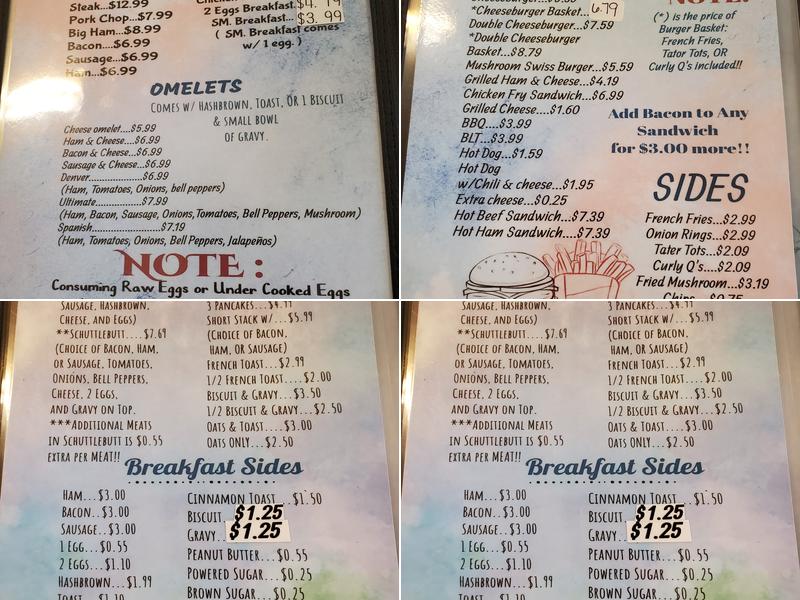 Steak...$12.99
Pork Chop...$7.99
Big Ham...$8.99
Bacon....$6.99
Sausage...$6.99
Ham...$6.99
2 Eggs Breakfast.
SM. Breakfast... $3.99
( SM. Breakfast comes
w/ 1 egg. )
OMELETS
COMES W/ HASHBROWN, TOAST, OR 1 BISCUIT
& SMALL BOWL
OF GRAVY.
Cheese omelet....$5.99
Ham & Cheese....$6.99
Bacon & Cheese...$6.99
Sausage & Cheese...$6.99
Denver....................$6.99
(Ham, Tomatoes, Onions, bell peppers)
Ultimate..................$7.99
(Ham, Bacon, Sausage, Onions,Tomatoes, Bell Peppers, Mushroom)
Spanish........................$7.19
(Ham, Tomatoes, Onions, Bell Peppers, Jalapeños)
NOTE :
Consuming Raw Eggs or Under Cooked Eggs
*Cheeseburger Basket... 6.79
Double Cheeseburger...$7.59
*Double Cheeseburger
Basket...$8.79
Mushroom Swiss Burger...$5.59
Grilled Ham & Cheese...$4.19
Chicken Fry Sandwich...$6.99
Grilled Cheese....$1.60
BBQ....$3.99
BLT...$3.99
Hot Dog....$1.59
Hot Dog
w/Chili & cheese...$1.95
Extra cheese...$0.25
Hot Beef Sandwich...$7.39
Hot Ham Sandwich....$7.39
NOTE:
(*) is the price of
Burger Basket:
French Fries,
Tator Tots, OR
Curly Q's included!!
Add Bacon to Any
Sandwich
for $3.00 more!!
SIDES
French Fries...$2.99
Onion Rings...$2.99
Tater Tots...$2.09
Curly Q's....$2.09
Fried Mushroom...$3.19
Chips...$0.75
SAUSAGE, HASHBROWN,
CHEESE, AND EGGS)
**SCHUTTLEBUTT....$7.69
(CHOICE OF BACON, HAM,
OR SAUSAGE, TOMATOES,
ONIONS, BELL PEPPERS,
CHEESE, 2 EGGS,
AND GRAVY ON TOP.
***ADDITIONAL MEATS
IN SCHUTTLEBUTT IS $0.55
EXTRA PER MEAT!!
3 PANCAKES...$4.99
SHORT STACK W/...$5.99
(CHOICE OF BACON,
HAM, OR SAUSAGE)
FRENCH TOAST....$2.99
1/2 FRENCH TOAST....$2.00
BISCUIT & GRAVY...$3.50
1/2 BISCUIT & GRAVY...$2.50
OATS & TOAST....$3.00
OATS ONLY...$2.50
Breakfast Sides
HAM...$3.00
BACON...$3.00
SAUSAGE...$3.00
1 EGG...$0.55
2 EGGS...$1.10
HASHBROWN...$1.99
TOAST...$1.10
CINNAMON TOAST...$1.50
BISCUIT $1.25
GRAVY.. $1.25
PEANUT BUTTER...$0.55
POWDERED SUGAR...$0.25
BROWN SUGAR...$0.25
SAUSAGE, HASHBROWN,
CHEESE, AND EGGS)
**SCHUTTLEBUTT....$7.69
(CHOICE OF BACON, HAM,
OR SAUSAGE, TOMATOES,
ONIONS, BELL PEPPERS,
CHEESE, 2 EGGS,
AND GRAVY ON TOP.
***ADDITIONAL MEATS
IN SCHUTTLEBUTT IS $0.55
EXTRA PER MEAT!!
3 PANCAKES...$4.99
SHORT STACK W/...$5.99
(CHOICE OF BACON,
HAM, OR SAUSAGE)
FRENCH TOAST....$2.99
1/2 FRENCH TOAST....$2.00
BISCUIT & GRAVY...$3.50
1/2 BISCUIT & GRAVY...$2.50
OATS & TOAST....$3.00
OATS ONLY...$2.50
Breakfast Sides
HAM...$3.00
BACON...$3.00
SAUSAGE...$3.00
1 EGG...$0.55
2 EGGS...$1.10
HASHBROWN...$1.99
TOAST...$1.10
CINNAMON TOAST...$1.50
BISCUIT $1.25
GRAVY.. $1.25
PEANUT BUTTER...$0.55
POWDERED SUGAR...$0.25
BROWN SUGAR...$0.25